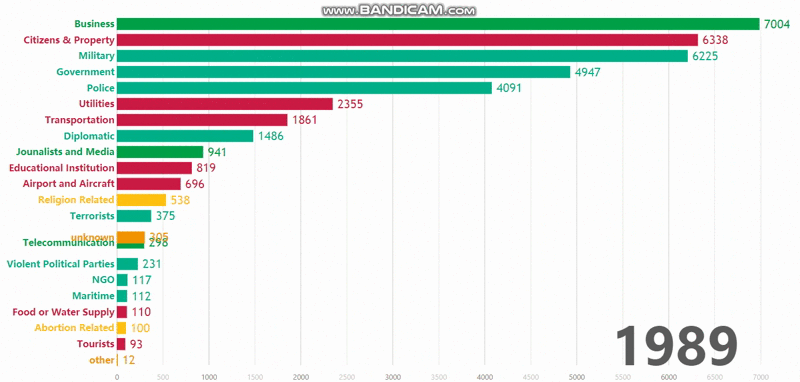 www.BANDICAM.com
Business 7004
Citizens & Property 6338
Military 6225
Government 4947
Police 4091
Utilities 2355
Transportation 1861
Diplomatic 1486
Jounalists and Media 941
Educational Institution 819
Airport and Aircraft 696
Religion Related 538
Terrorists 375
unknown 305
Telecommunication 298
Violent Political Parties 231
NGO 117
Maritime 112
Food or Water Supply 110
Abortion Related 100
Tourists 93
other 12
1989
0 500 1000 1500 2000 2500 3000 3500 4000 4500 5000 5500 6000 6500 7000